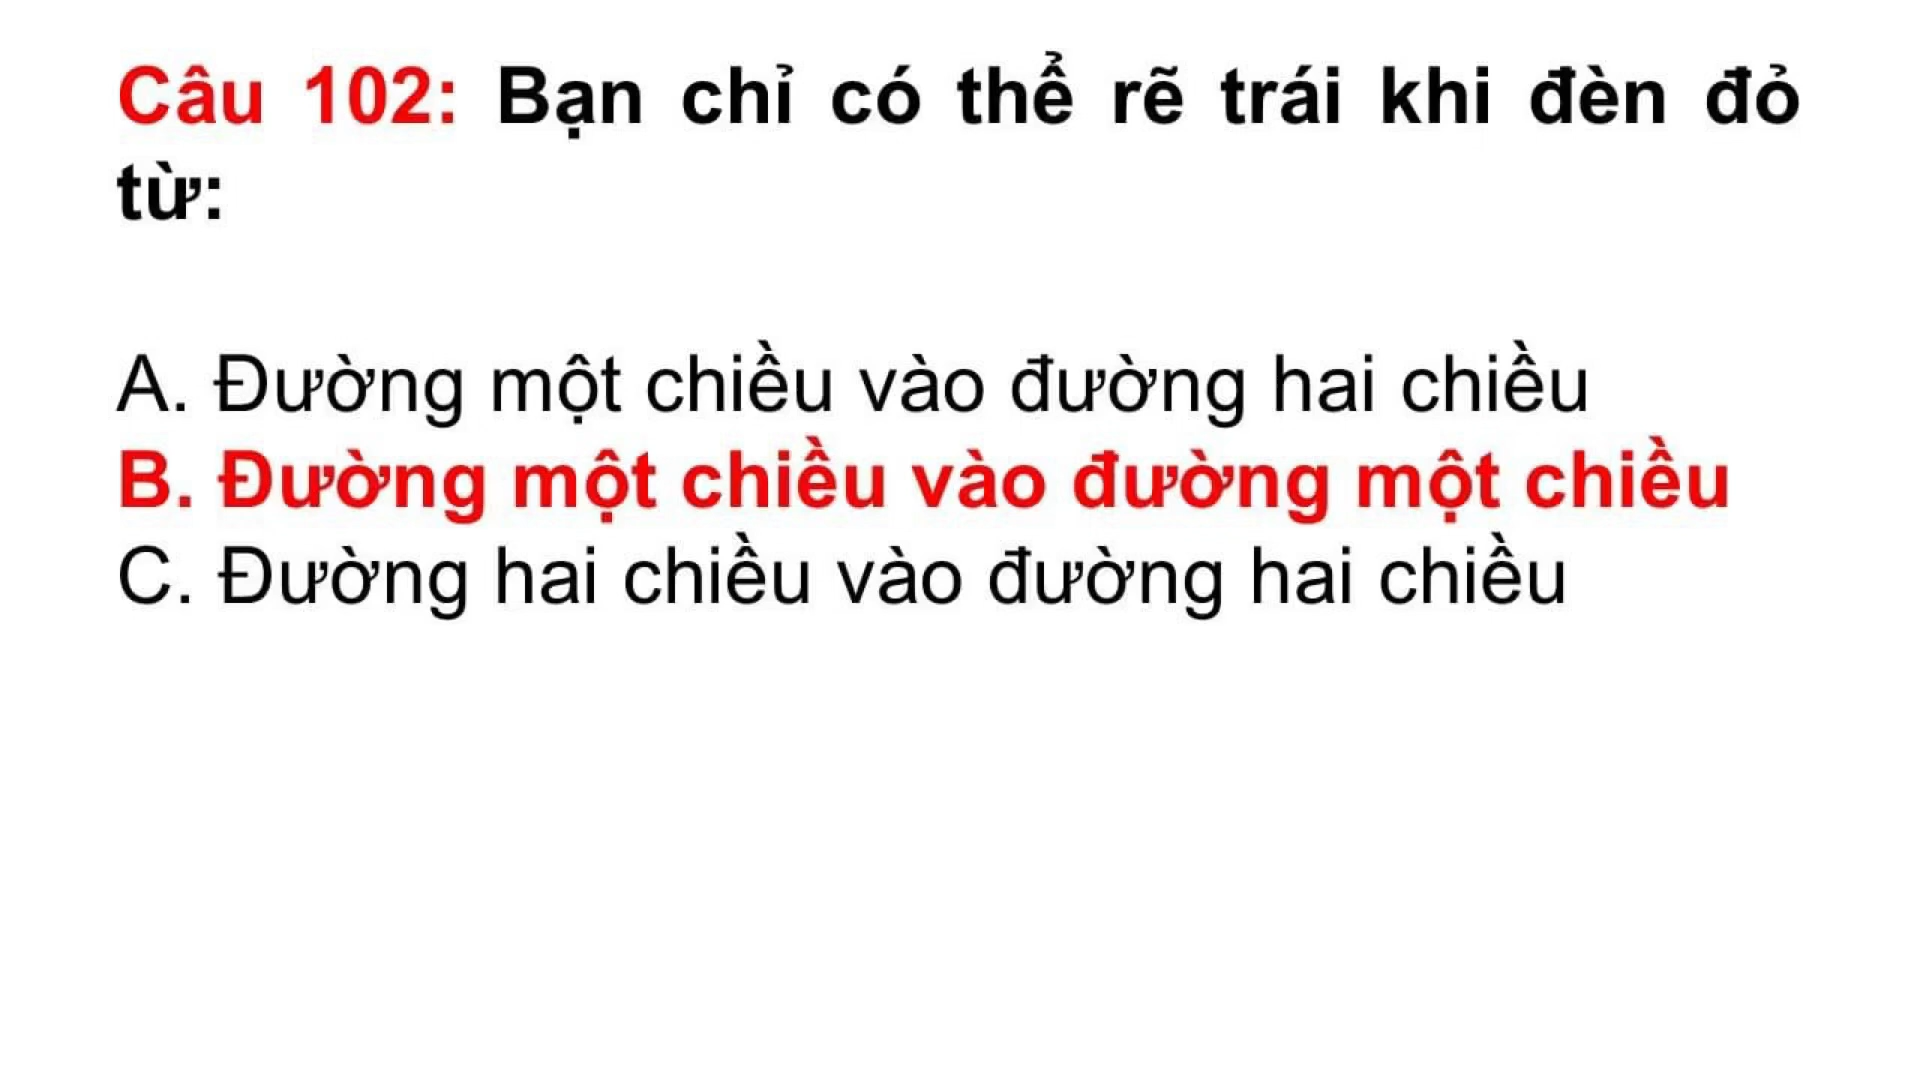 Câu 102: Bạn chỉ có thể rẽ trái khi đèn đỏ
từ:
A. Đường một chiều vào đường hai chiều
B. Đường một chiều vào đường một chiều
C. Đường hai chiều vào đường hai chiều